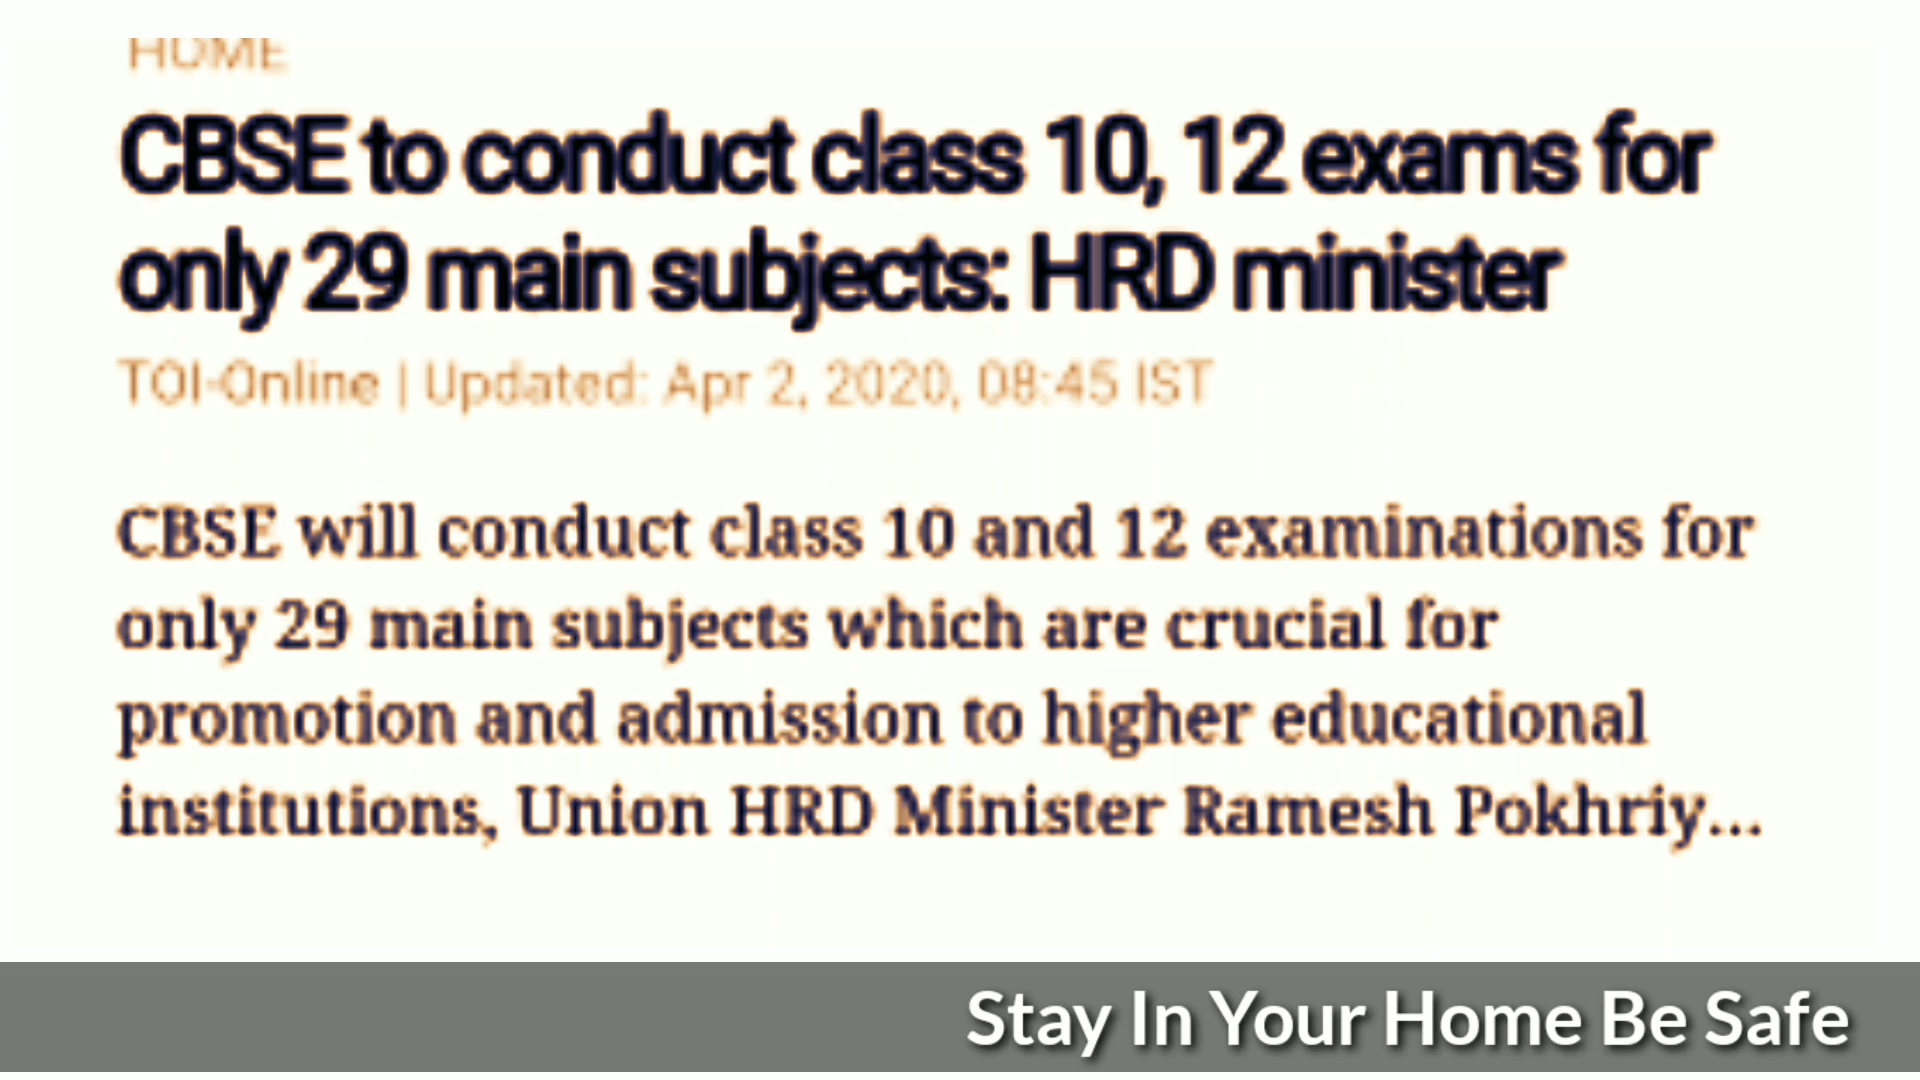 HOME
CBSE to conduct class 10, 12 exams for
only 29 main subjects: HRD minister
TOI-Online | Updated: Apr 2, 2020, 08:45 IST
CBSE will conduct class 10 and 12 examinations for
only 29 main subjects which are crucial for
promotion and admission to higher educational
institutions, Union HRD Minister Ramesh Pokhriy...
Stay In Your Home Be Safe